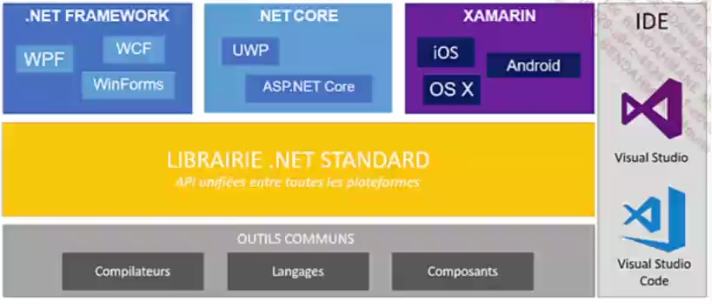 .NET FRAMEWORK
WPF
WCF
WinForms
.NET CORE
UWP
ASP.NET Core
XAMARIN
iOS
Android
OS X
LIBRAIRIE .NET STANDARD
API unifiées entre toutes les plateformes
OUTILS COMMUNS
Compilateurs
Langages
Composants
IDE
Visual Studio
Visual Studio
Code